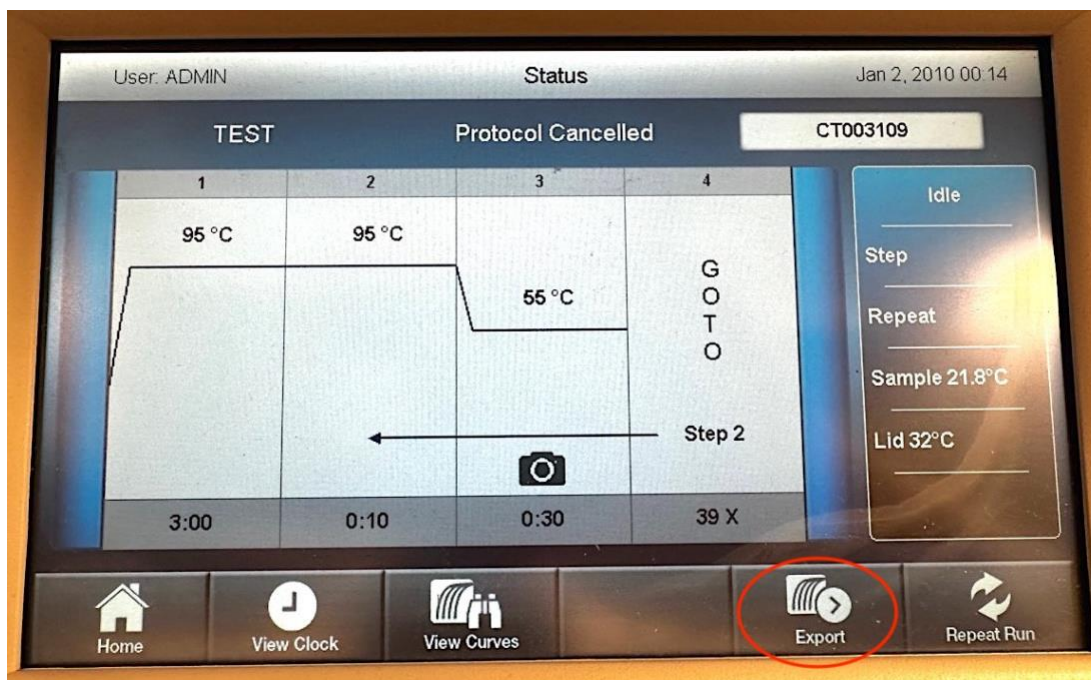 User: ADMIN Status Jan 2, 2010 00:14
TEST Protocol Cancelled CT003109
1 2 3 4
95 °C 95 °C
55 °C
G
O
T
O
Step 2
3:00 0:10 0:30 39 X
Idle
Step
Repeat
Sample 21.8°C
Lid 32°C
Home View Clock View Curves Export Repeat Run